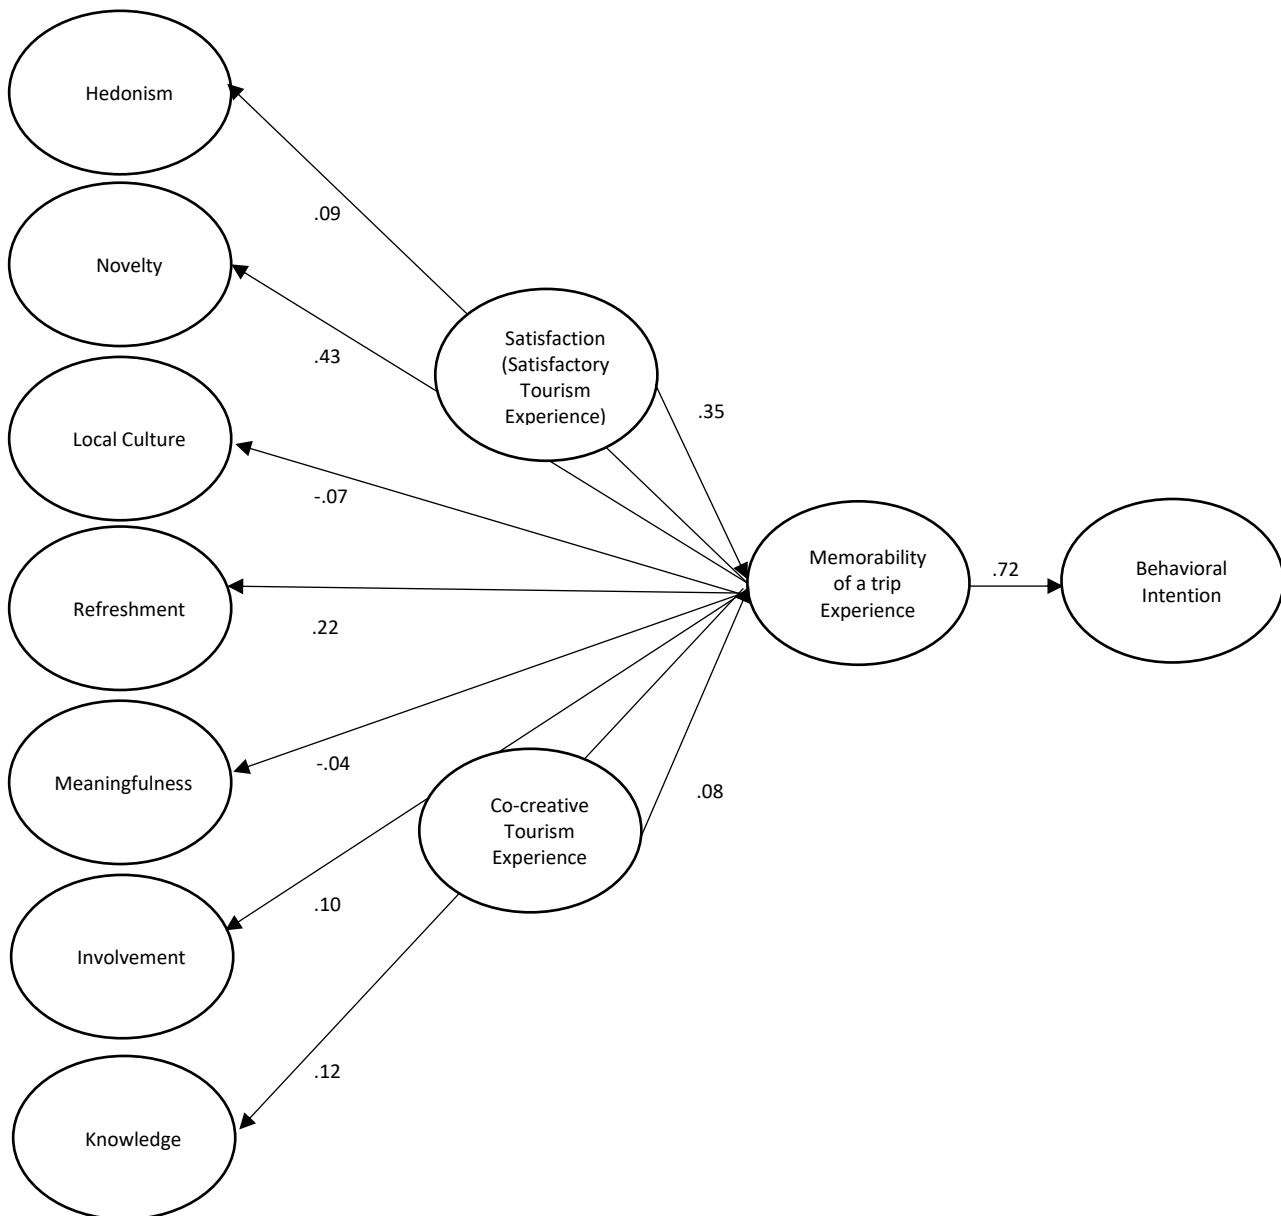 Hedonism
.09
Novelty
.43
Satisfaction
(Satisfactory
Tourism
Experience)
.35
Local Culture
-.07
Refreshment
.22
Memorability
of a trip
Experience
.72
Behavioral
Intention
Meaningfulness
-.04
Co-creative
Tourism
Experience
.08
Involvement
.10
Knowledge
.12